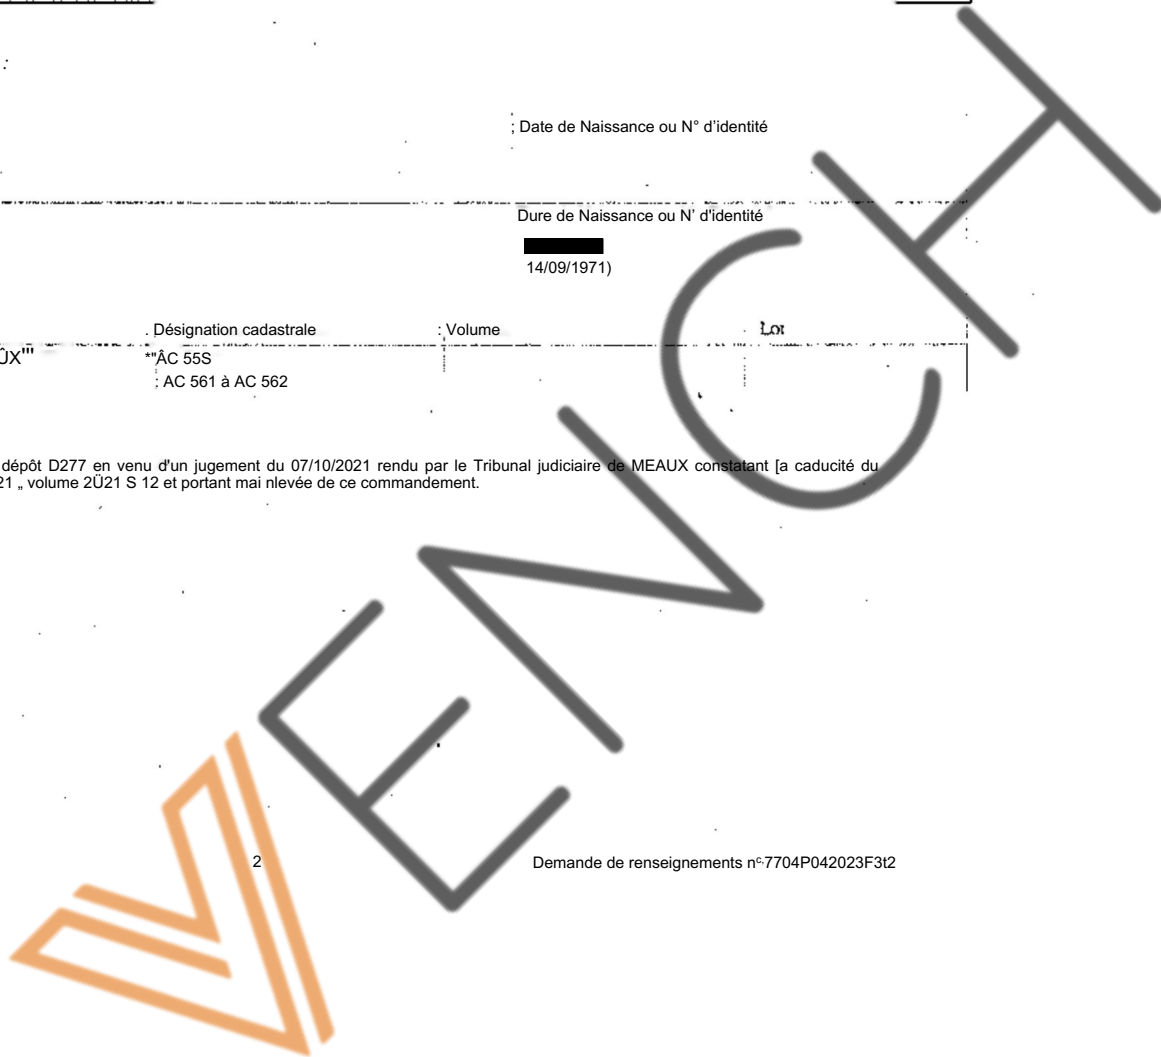 :
; Date de Naissance ou N° d'identité
Dure de Naissance ou N' d'identité
14/09/1971)
. Désignation cadastrale : Volume Lot
ÛX"' *"ÂC 55S
: AC 561 à AC 562
dépôt D277 en venu d'un jugement du 07/10/2021 rendu par le Tribunal judiciaire de MEAUX constatant [a caducité du
21 „ volume 2Ü21 S 12 et portant mai nlevée de ce commandement.
2 Demande de renseignements nᶜ·7704P042023F3t2
VENCH